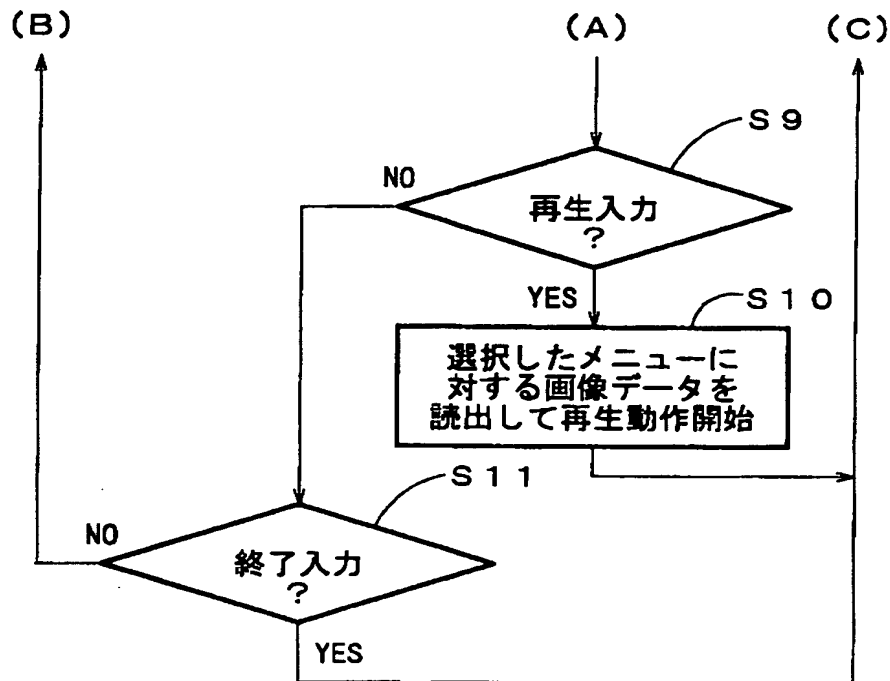 (B)
(A)
(C)
S9
NO
再生入力
?
YES
S10
選択したメニューに
対する画像データを
読出して再生動作開始
S11
NO
終了入力
?
YES